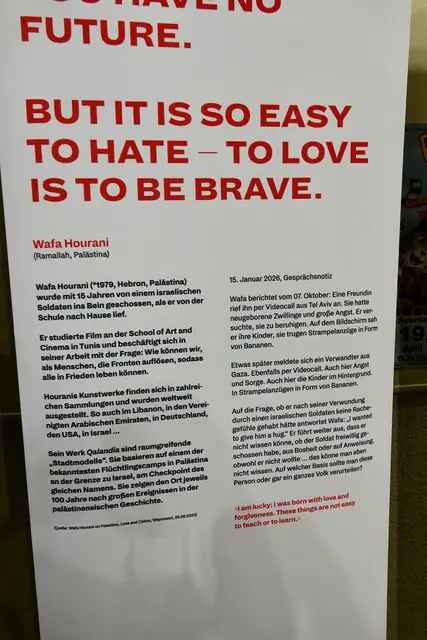 YOU HAVE NO
FUTURE.
BUT IT IS SO EASY
TO HATE – TO LOVE
IS TO BE BRAVE.
Wafa Hourani
(Ramallah, Palästina)
Wafa Hourani (*1979, Hebron, Palästina)
wurde mit 15 Jahren von einem israelischen
Soldaten ins Bein geschossen, als er von der
Schule nach Hause lief.
Er studierte Film an der School of Art and
Cinema in Tunis und beschäftigt sich in
seiner Arbeit mit der Frage: Wie können wir,
als Menschen, die Fronten auflösen, sodass
alle in Frieden leben können.
Houranis Kunstwerke finden sich in zahlrei-
chen Sammlungen und wurden weltweit
ausgestellt. So auch im Libanon, in den Verei-
nigten Arabischen Emiraten, in Deutschland,
den USA, in Israel ...
Sein Werk Qalandia sind raumgreifende
„Stadtmodelle“. Sie basieren auf einem der
bekanntesten Flüchtlingscamps in Palästina
an der Grenze zu Israel, am Checkpoint des
gleichen Namens. Sie zeigen den Ort jeweils
100 Jahre nach großen Ereignissen in der
palästinensischen Geschichte.
(Quelle: Wafa Hourani on Palestine, Love and Colour, Wepresent,
15. Januar 2026, Gesprächsnotiz
Wafa berichtet vom 07. Oktober: Eine Freundin
rief ihn per Videocall aus Tel Aviv an. Sie hatte
neugeborene Zwillinge und große Angst. Er ver-
suchte, sie zu beruhigen. Auf dem Bildschirm sah
er ihre Kinder, sie trugen Strampelanzüge in Form
von Bananen.
Etwas später meldete sich ein Verwandter aus
Gaza. Ebenfalls per Videocall. Auch hier Angst
und Sorge. Auch hier die Kinder im Hintergrund.
In Strampelanzügen in Form von Bananen.
Auf die Frage, ob er nach seiner Verwundung
durch einen israelischen Soldaten keine Rache-
gefühle gehabt hätte antwortet Wafa: „I wanted
to give him a hug.“ Er führt weiter aus, dass er
nicht wissen könne, ob der Soldat freiwillig ge-
schossen habe, aus Bosheit oder auf Anweisung,
obwohl er nicht wollte ... das könne man eben
nicht wissen. Auf welcher Basis sollte man diese
Person oder gar ein ganzes Volk verurteilen?
«I am lucky: I was born with love and
forgiveness. Those things are not easy
to teach or to learn.»
19.
April